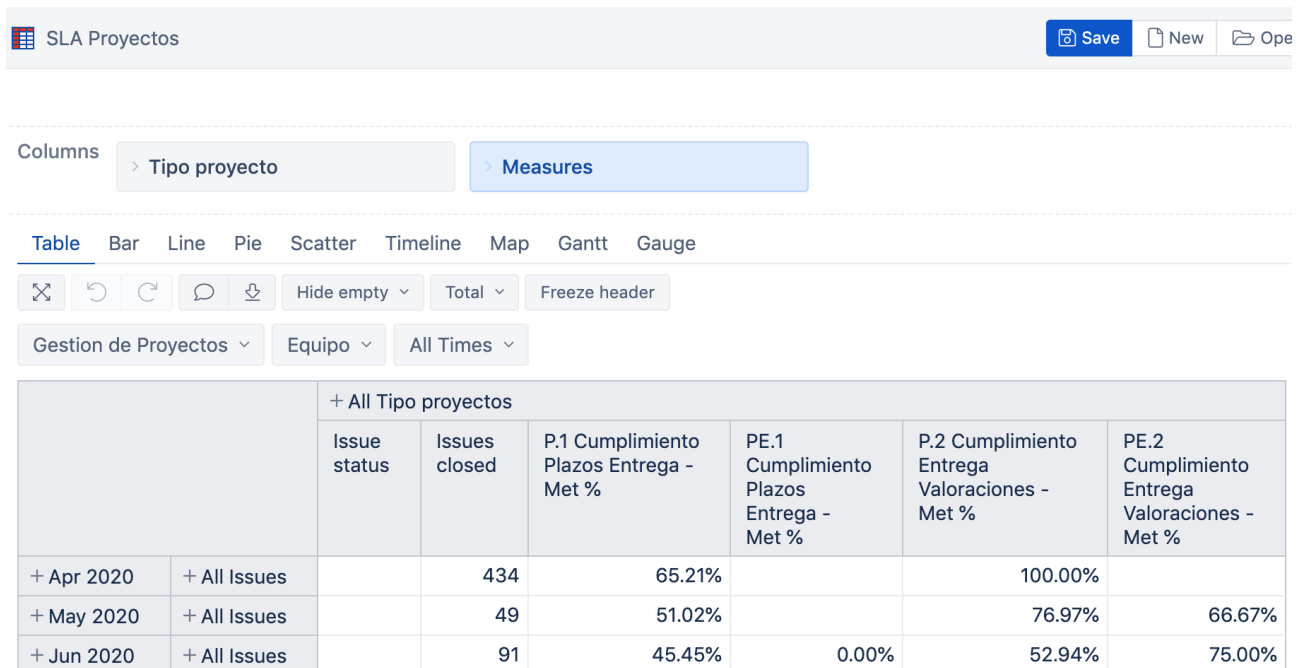 SLA Proyectos
Save
New
Ope
Columns
Tipo proyecto
Measures
Table Bar Line Pie Scatter Timeline Map Gantt Gauge
Hide empty
Total
Freeze header
Gestion de Proyectos
Equipo
All Times
+ All Tipo proyectos
Issue
status
Issues
closed
P.1 Cumplimiento
Plazos Entrega -
Met %
PE.1
Cumplimiento
Plazos
Entrega -
Met %
P.2 Cumplimiento
Entrega
Valoraciones -
Met %
PE.2
Cumplimiento
Entrega
Valoraciones -
Met %
+ Apr 2020 + All Issues 434 65.21% 100.00%
+ May 2020 + All Issues 49 51.02% 76.97% 66.67%
+ Jun 2020 + All Issues 91 45.45% 0.00% 52.94% 75.00%